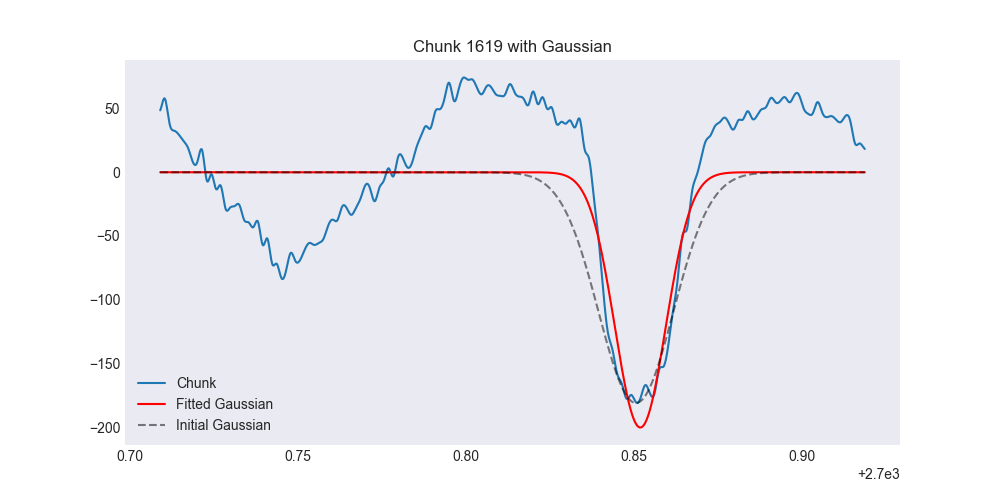 Chunk 1619 with Gaussian
50
0
−50
−100
−150
−200
Chunk
Fitted Gaussian
Initial Gaussian
0.70 0.75 0.80 0.85 0.90
+2.7e3